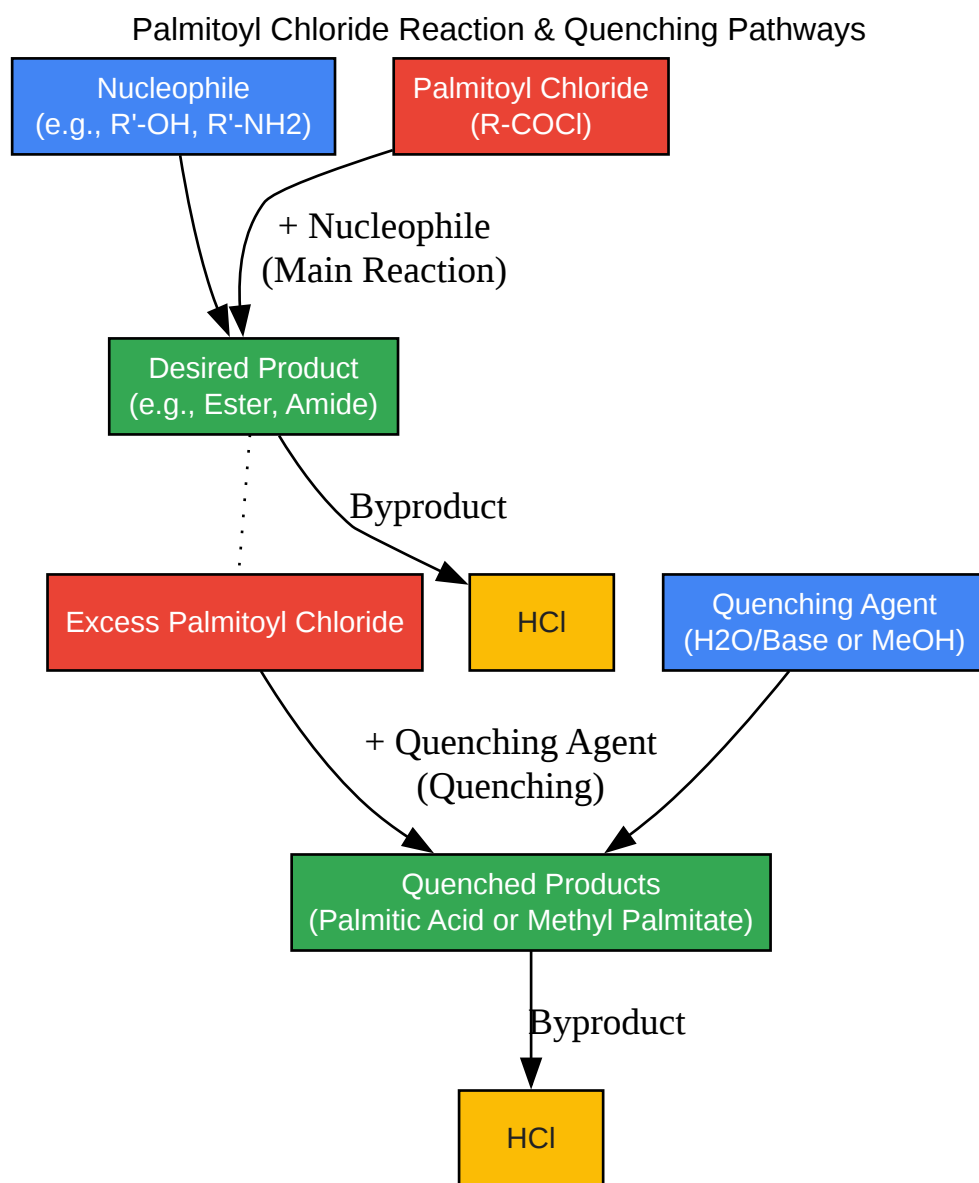 Palmitoyl Chloride Reaction & Quenching Pathways
Nucleophile
(e.g., R'-OH, R'-NH2)
Palmitoyl Chloride
(R-COCl)
+ Nucleophile
(Main Reaction)
Desired Product
(e.g., Ester, Amide)
Byproduct
Excess Palmitoyl Chloride
HCl
Quenching Agent
(H2O/Base or MeOH)
+ Quenching Agent
(Quenching)
Quenched Products
(Palmitic Acid or Methyl Palmitate)
Byproduct
HCl